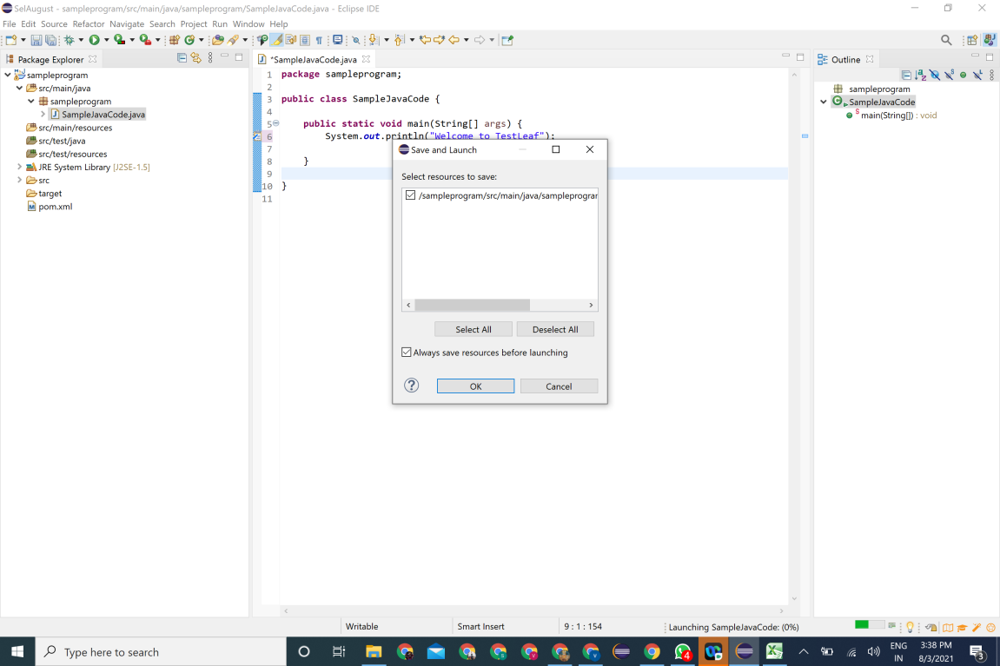 SelAugust - sampleprogram/src/main/java/sampleprogram/SampleJavaCode.java - Eclipse IDE
File Edit Source Refactor Navigate Search Project Run Window Help
Package Explorer
sampleprogram
src/main/java
sampleprogram
SampleJavaCode.java
src/main/resources
src/test/java
src/test/resources
JRE System Library [J2SE-1.5]
src
target
pom.xml
*SampleJavaCode.java
1 package sampleprogram;
2
3 public class SampleJavaCode {
4
5 public static void main(String[] args) {
6 System.out.println("Welcome to TestLeaf");
7
8 }
9
10 }
11
Save and Launch
Select resources to save:
/sampleprogram/src/main/java/sampleprogram
Select All Deselect All
Always save resources before launching
? OK Cancel
Outline
sampleprogram
SampleJavaCode
main(String[]) : void
Writable Smart Insert 9 : 1 : 154 Launching SampleJavaCode: (0%)
Type here to search
4
ENG
IN
3:38 PM
8/3/2021
3